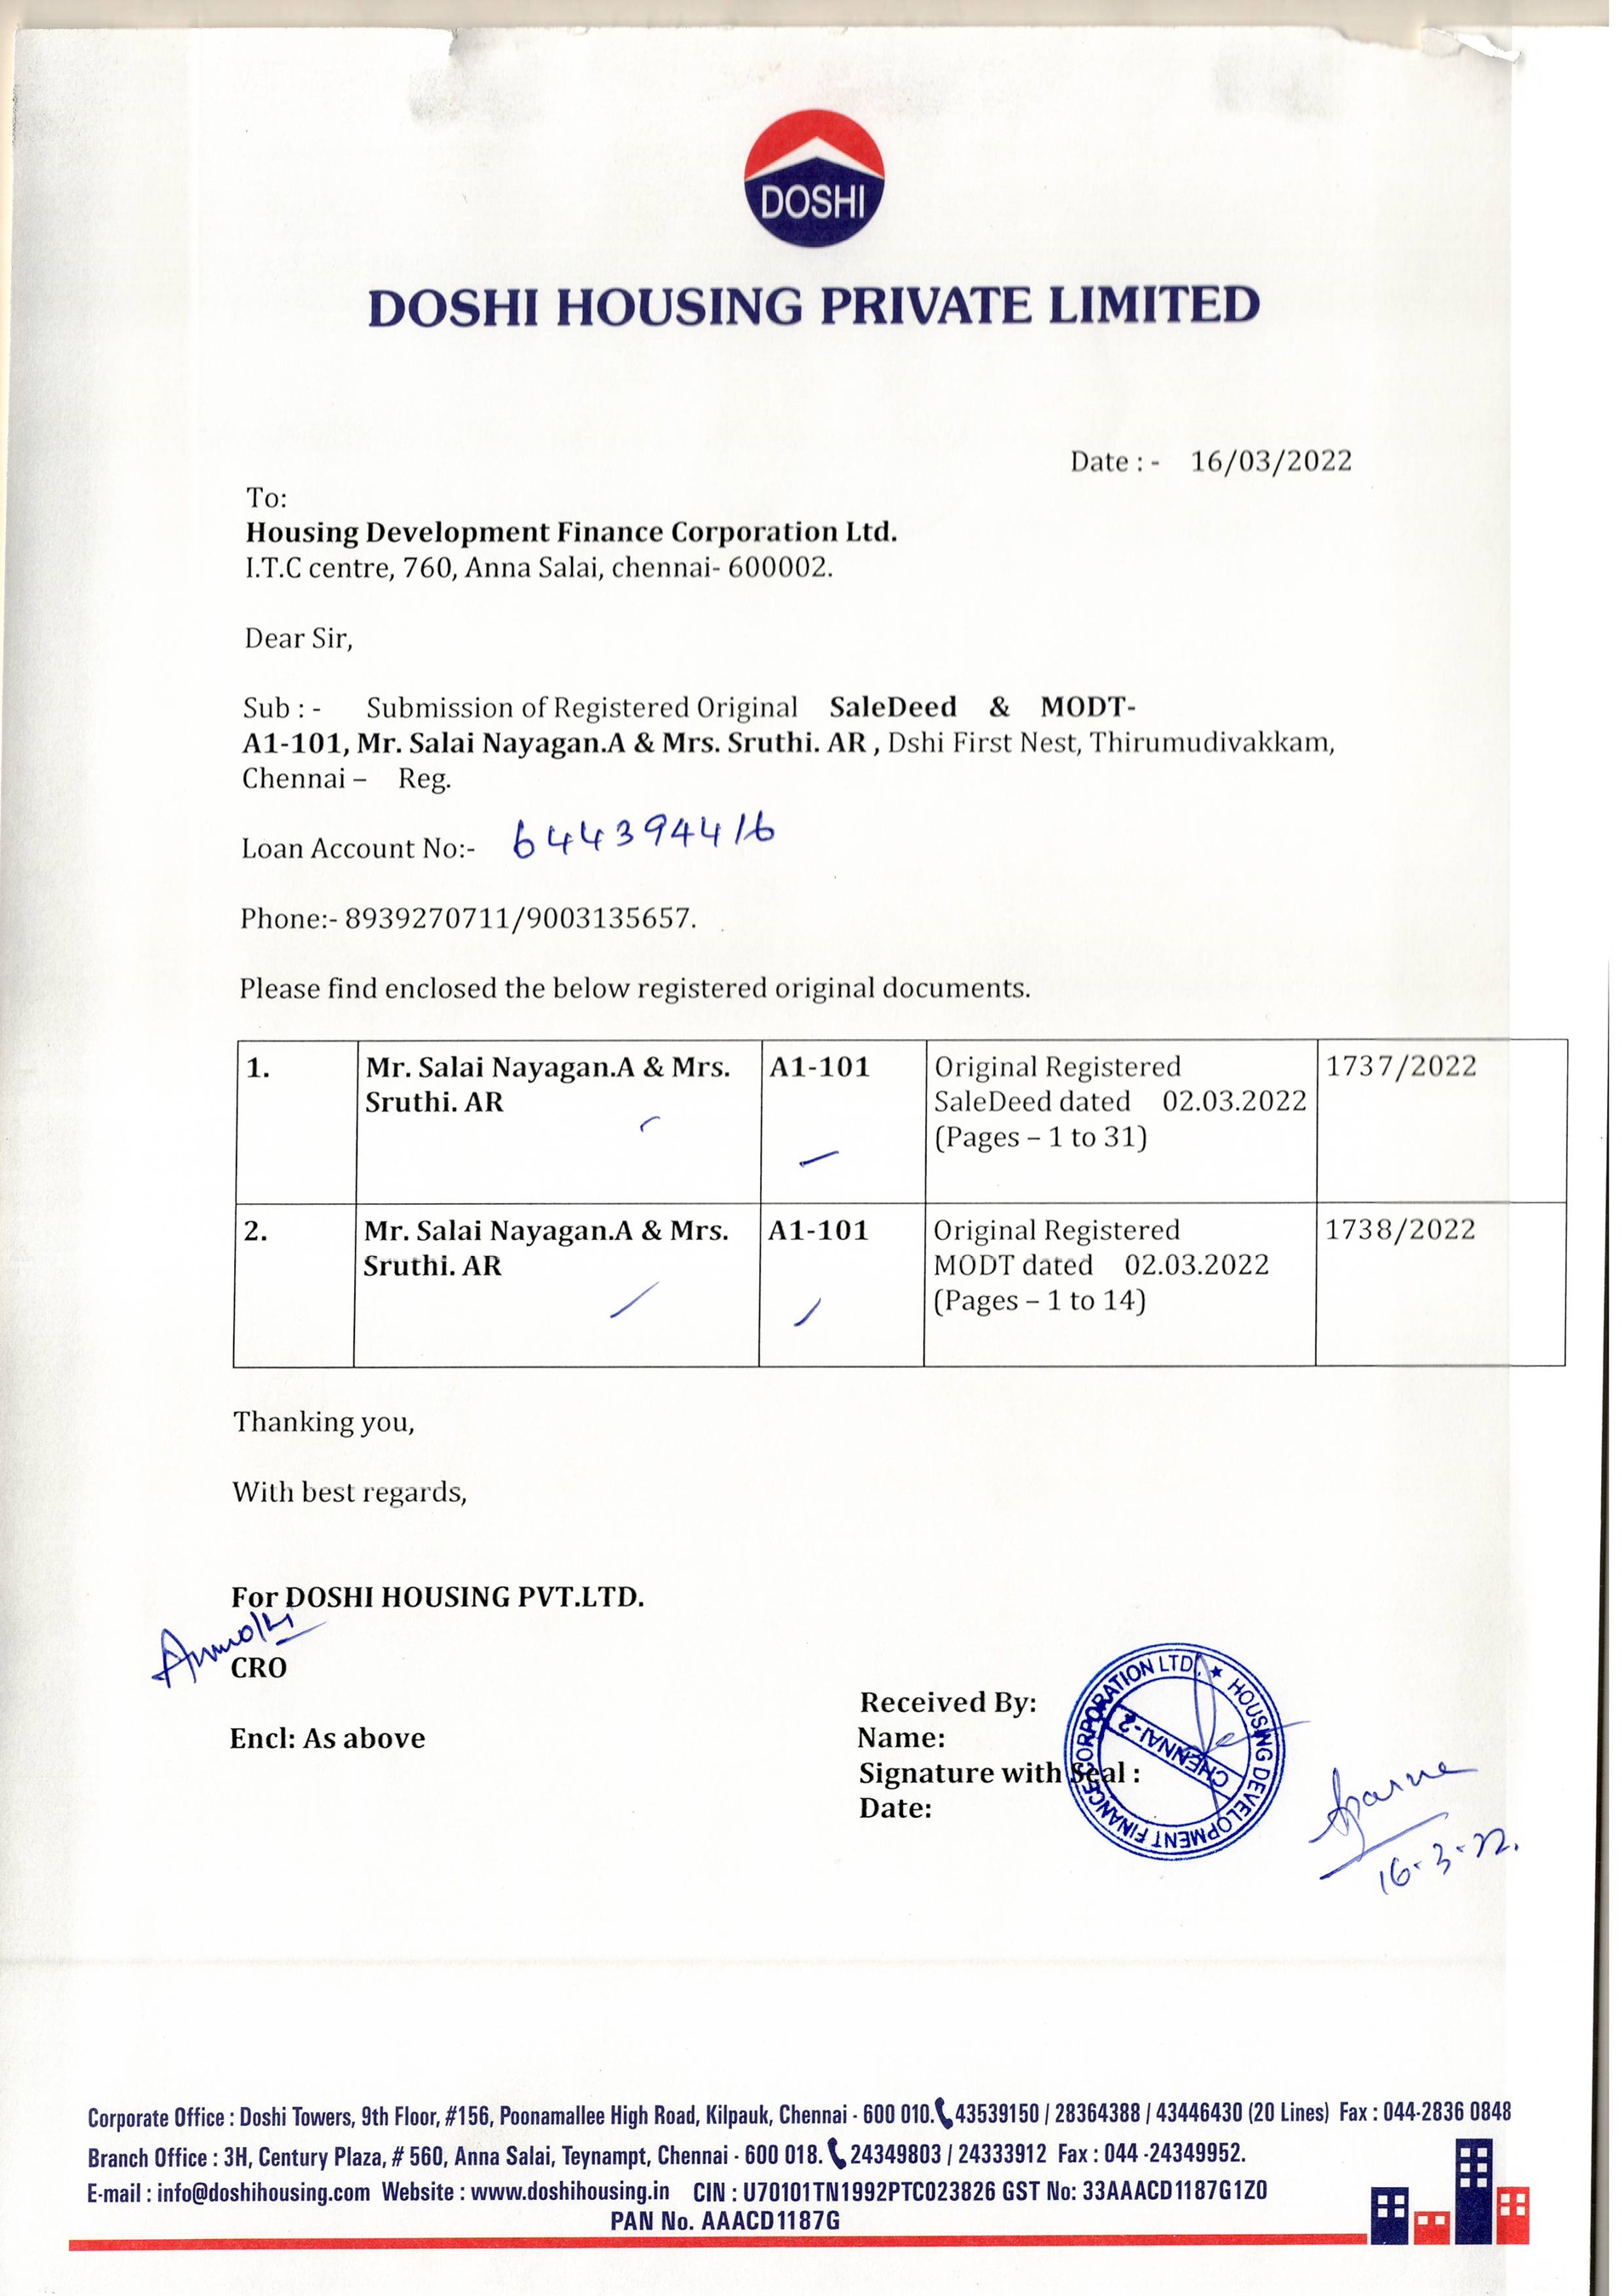 DOSHI
DOSHI HOUSING PRIVATE LIMITED
Date : - 16/03/2022
To:
Housing Development Finance Corporation Ltd.
I.T.C centre, 760, Anna Salai, chennai- 600002.
Dear Sir,
Sub : - Submission of Registered Original SaleDeed & MODT-
A1-101, Mr. Salai Nayagan.A & Mrs. Sruthi. AR , Dshi First Nest, Thirumudivakkam,
Chennai – Reg.
Loan Account No:- 644394416
Phone:- 8939270711/9003135657.
Please find enclosed the below registered original documents.
1. Mr. Salai Nayagan.A & Mrs. A1-101 Original Registered 1737/2022
Sruthi. AR SaleDeed dated 02.03.2022
(Pages – 1 to 31)
2. Mr. Salai Nayagan.A & Mrs. A1-101 Original Registered 1738/2022
Sruthi. AR MODT dated 02.03.2022
(Pages – 1 to 14)
Thanking you,
With best regards,
For DOSHI HOUSING PVT.LTD.
CRO
Encl: As above
Received By:
Name:
Signature with Seal :
Date:
HOUSING DEVELOPMENT FINANCE CORPORATION LTD.
CHENNAI-2
16-3-22.
Corporate Office : Doshi Towers, 9th Floor, #156, Poonamallee High Road, Kilpauk, Chennai - 600 010. 43539150 / 28364388 / 43446430 (20 Lines) Fax : 044-2836 0848
Branch Office : 3H, Century Plaza, # 560, Anna Salai, Teynampt, Chennai - 600 018. 24349803 / 24333912 Fax : 044 -24349952.
E-mail : info@doshihousing.com Website : www.doshihousing.in CIN : U70101TN1992PTC023826 GST No: 33AAACD1187G1Z0
PAN No. AAACD1187G